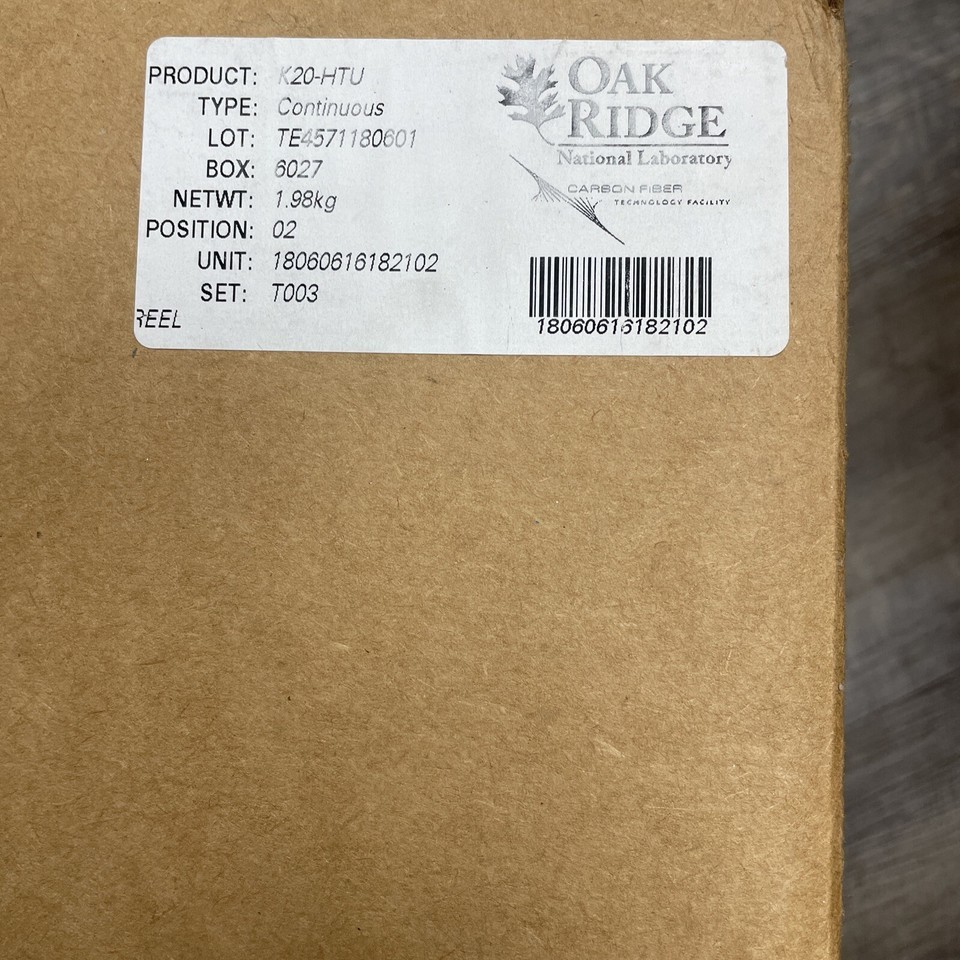 PRODUCT: K20-HTU
TYPE: Continuous
LOT: TE4571180601
BOX: 6027
NETWT: 1.98kg
POSITION: 02
UNIT: 18060616182102
SET: T003
REEL
OAK
RIDGE
National Laboratory
CARBON FIBER
TECHNOLOGY FACILITY
18060616182102